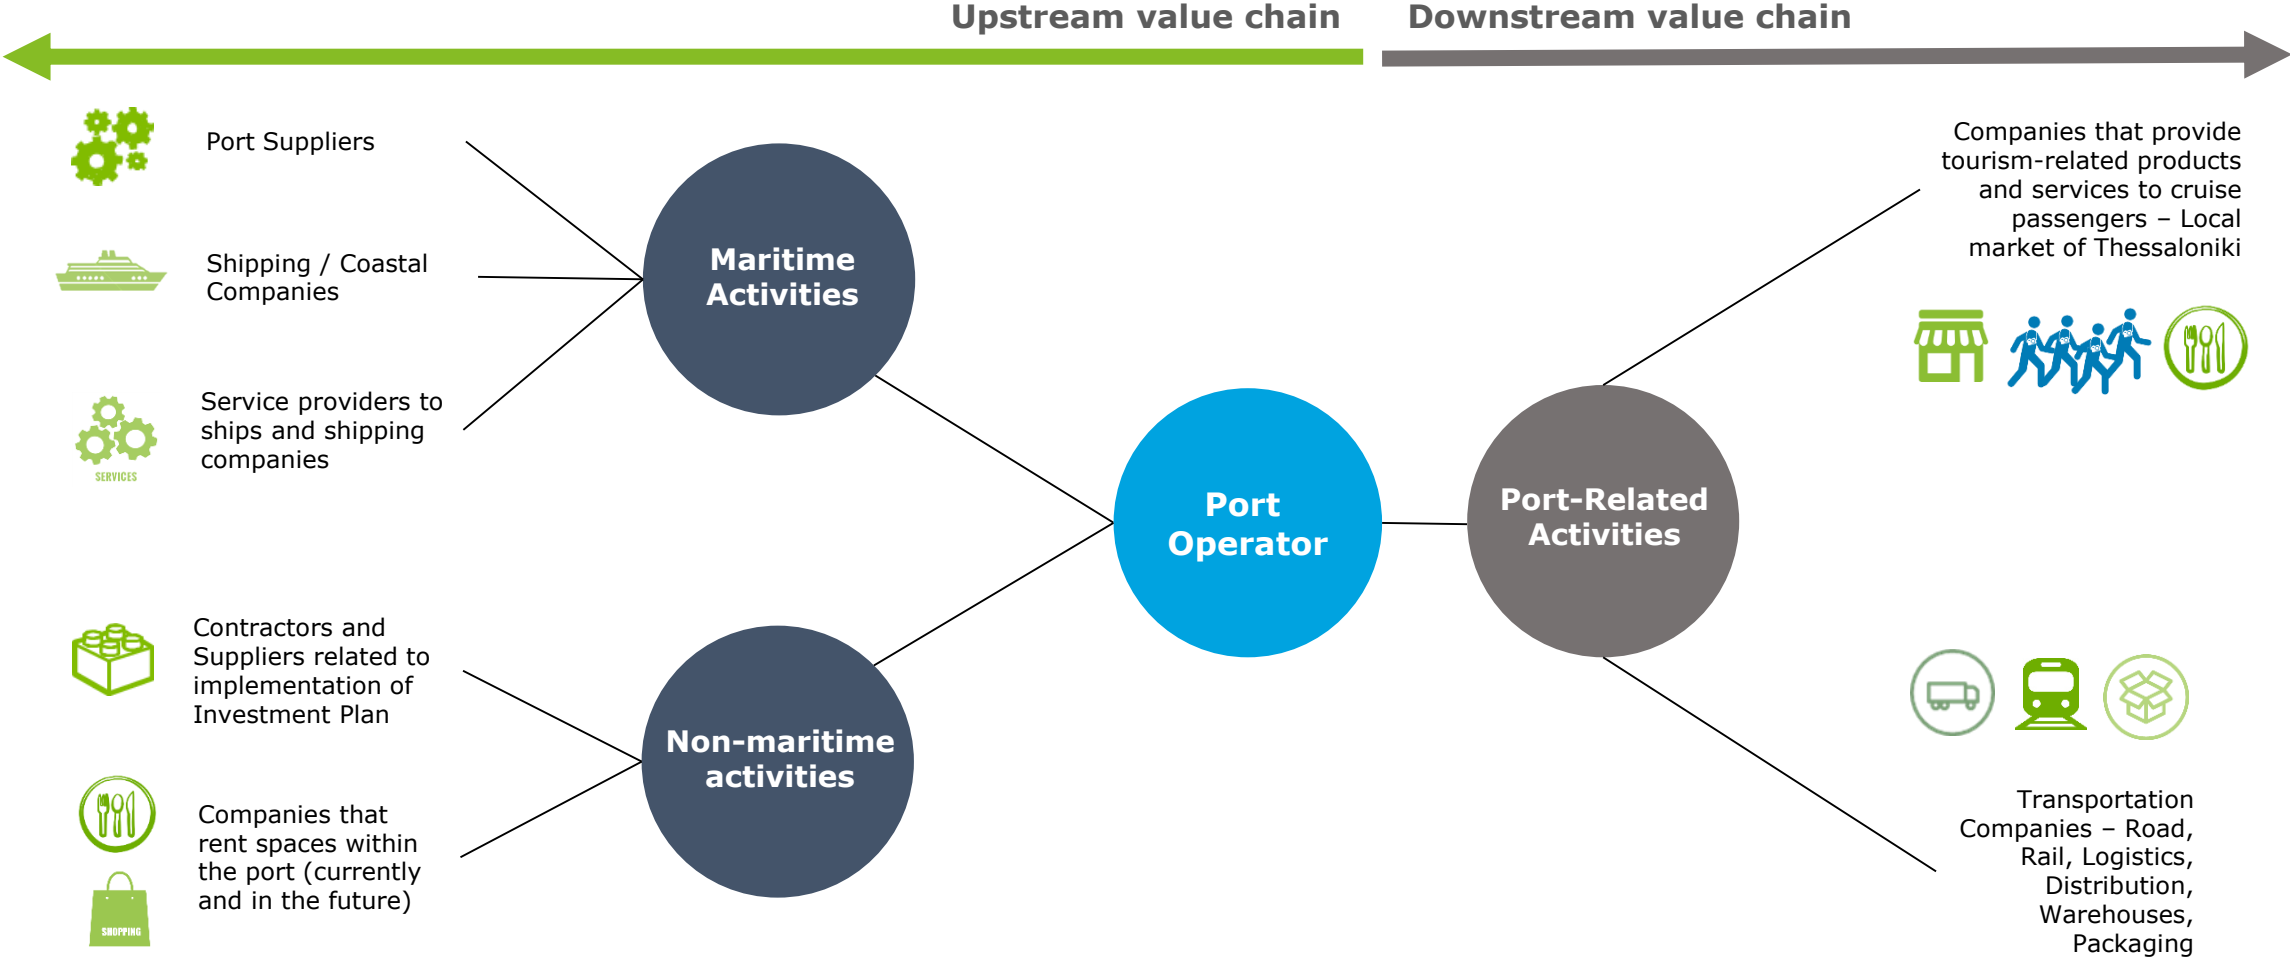 Upstream value chain
Downstream value chain
Port Suppliers
Shipping / Coastal
Companies
SERVICES
Service providers to
ships and shipping
companies
Maritime
Activities
Contractors and
Suppliers related to
implementation of
Investment Plan
Companies that
rent spaces within
the port (currently
and in the future)
SHOPPING
Non-maritime
activities
Port
Operator
Port-Related
Activities
Companies that provide
tourism-related products
and services to cruise
passengers – Local
market of Thessaloniki
Transportation
Companies – Road,
Rail, Logistics,
Distribution,
Warehouses,
Packaging